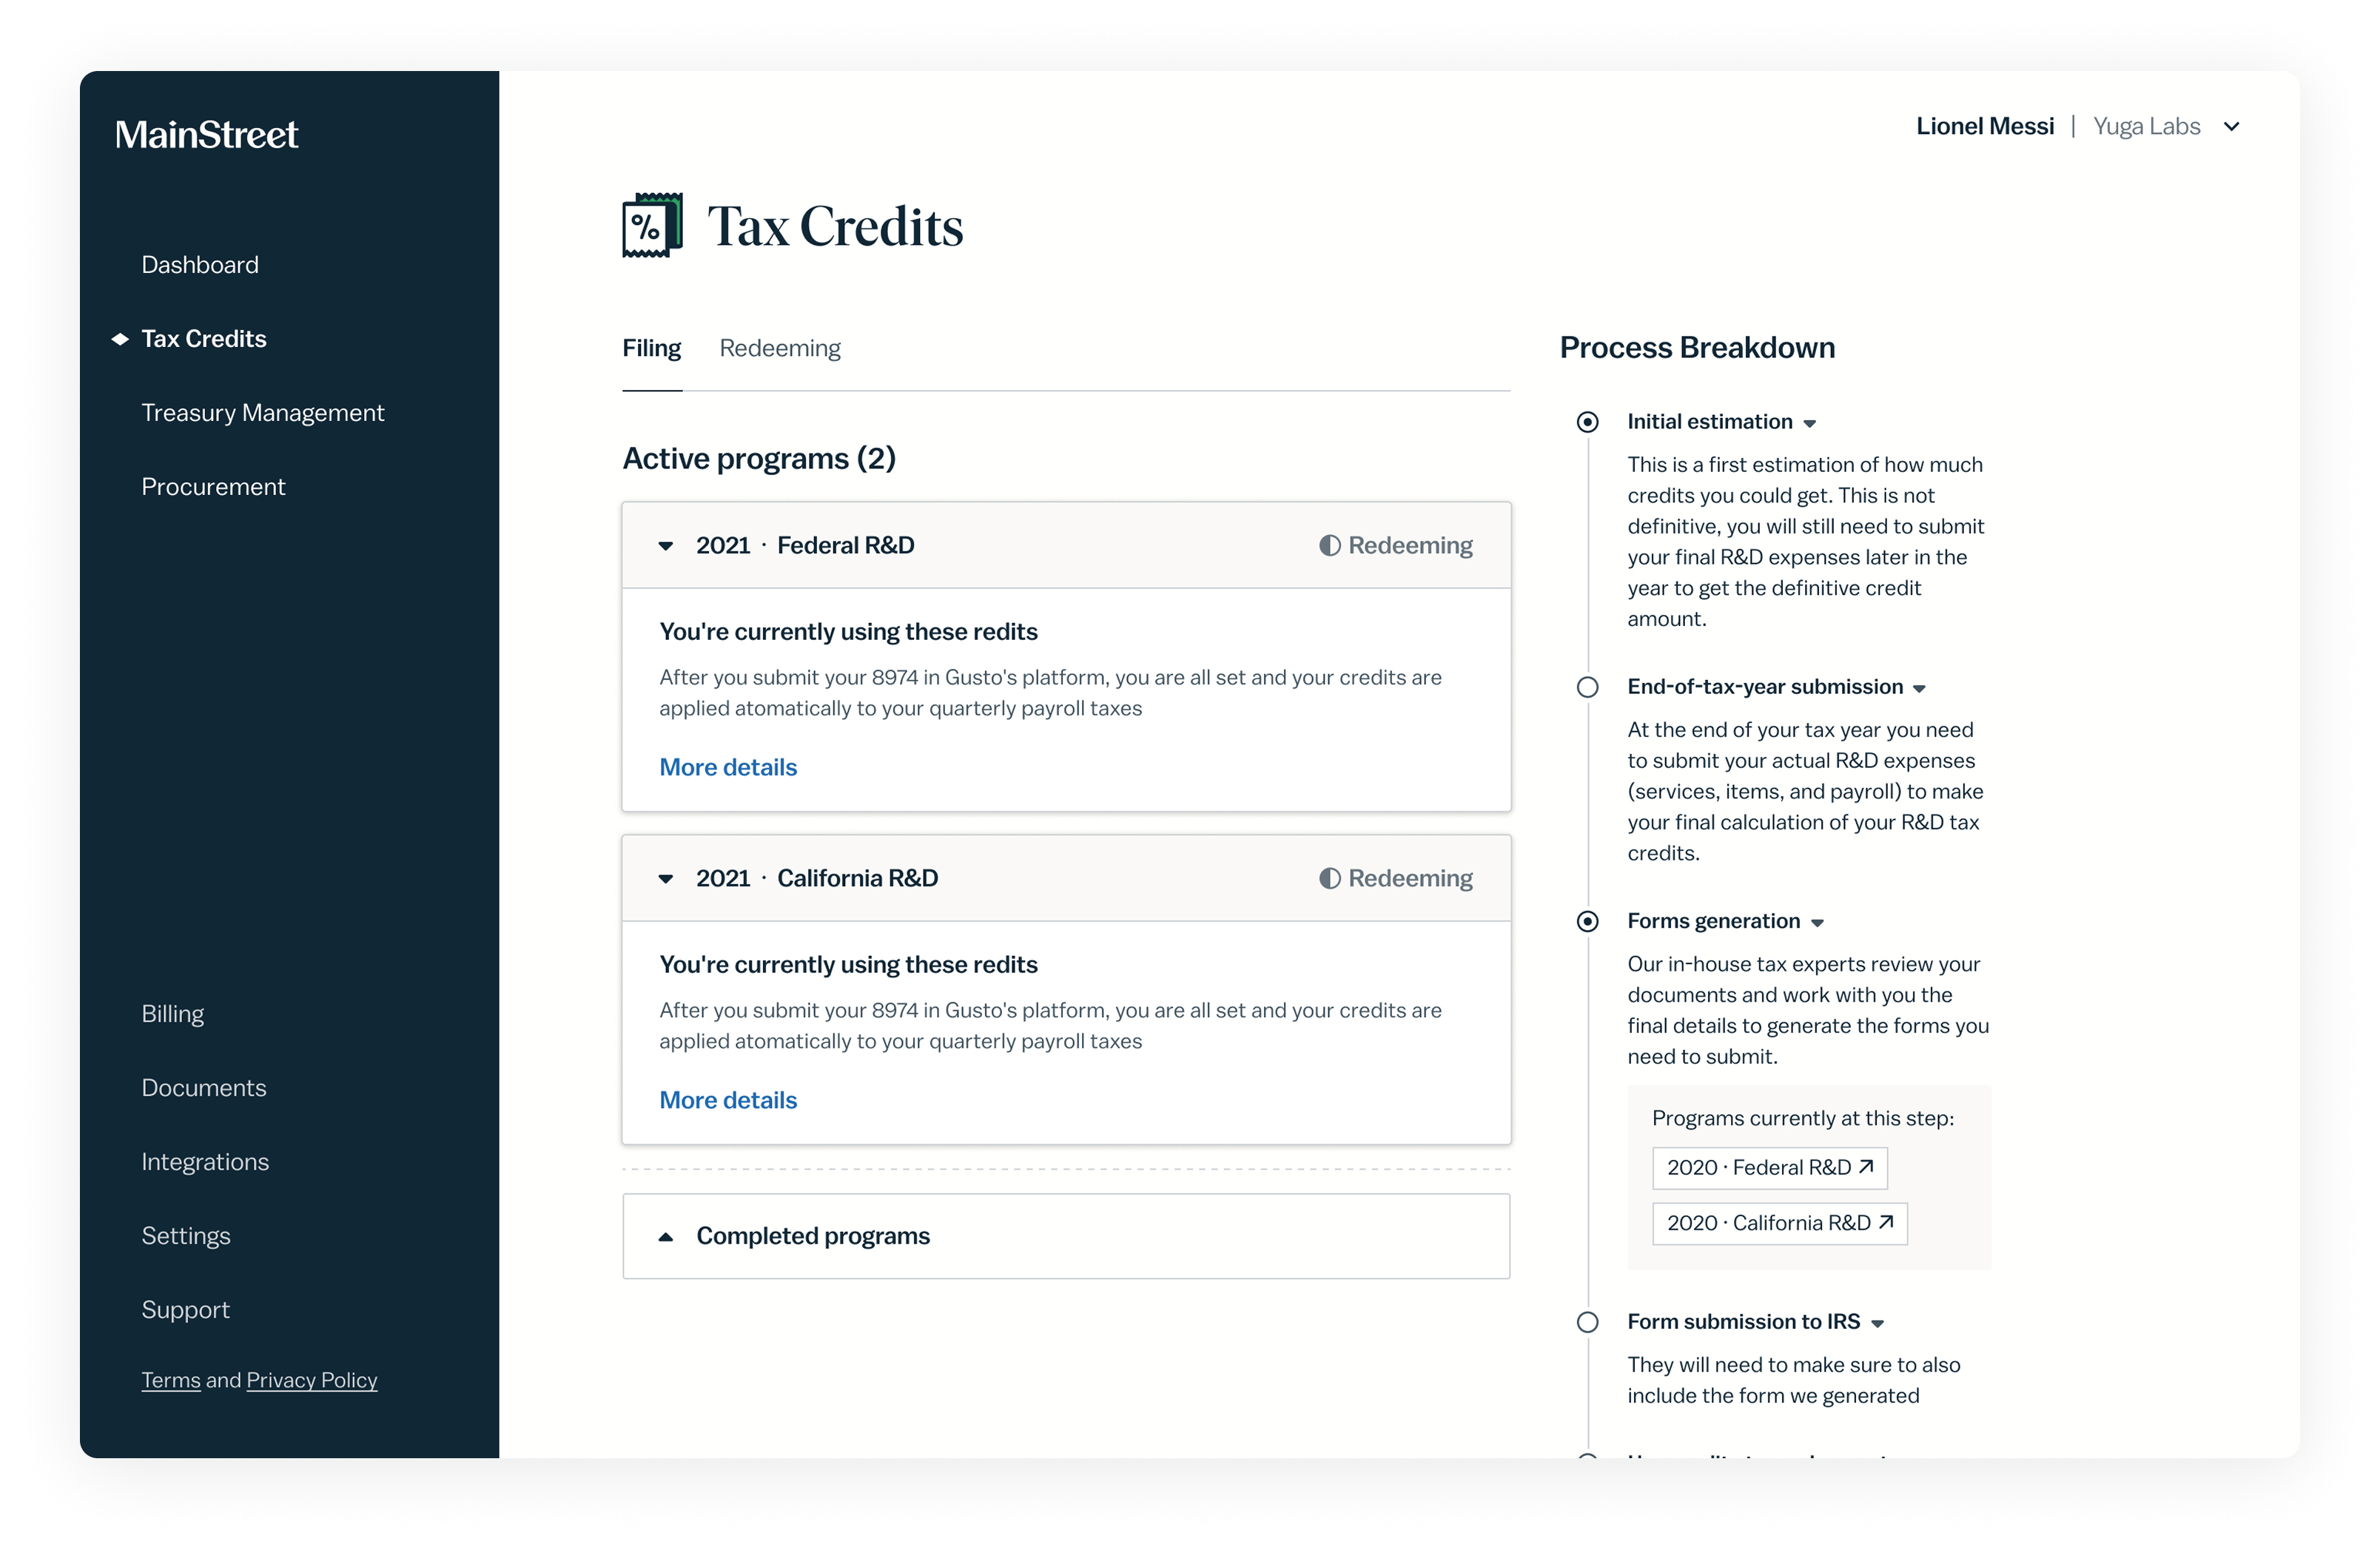 MainStreet
Dashboard
Tax Credits
Treasury Management
Procurement
Billing
Documents
Integrations
Settings
Support
Terms and Privacy Policy
Lionel Messi | Yuga Labs
%
Tax Credits
Filing Redeeming
Active programs (2)
2021 · Federal R&D Redeeming
You're currently using these redits
After you submit your 8974 in Gusto's platform, you are all set and your credits are
applied atomatically to your quarterly payroll taxes
More details
2021 · California R&D Redeeming
You're currently using these redits
After you submit your 8974 in Gusto's platform, you are all set and your credits are
applied atomatically to your quarterly payroll taxes
More details
Completed programs
Process Breakdown
Initial estimation
This is a first estimation of how much
credits you could get. This is not
definitive, you will still need to submit
your final R&D expenses later in the
year to get the definitive credit
amount.
End-of-tax-year submission
At the end of your tax year you need
to submit your actual R&D expenses
(services, items, and payroll) to make
your final calculation of your R&D tax
credits.
Forms generation
Our in-house tax experts review your
documents and work with you the
final details to generate the forms you
need to submit.
Programs currently at this step:
2020 · Federal R&D
2020 · California R&D
Form submission to IRS
They will need to make sure to also
include the form we generated